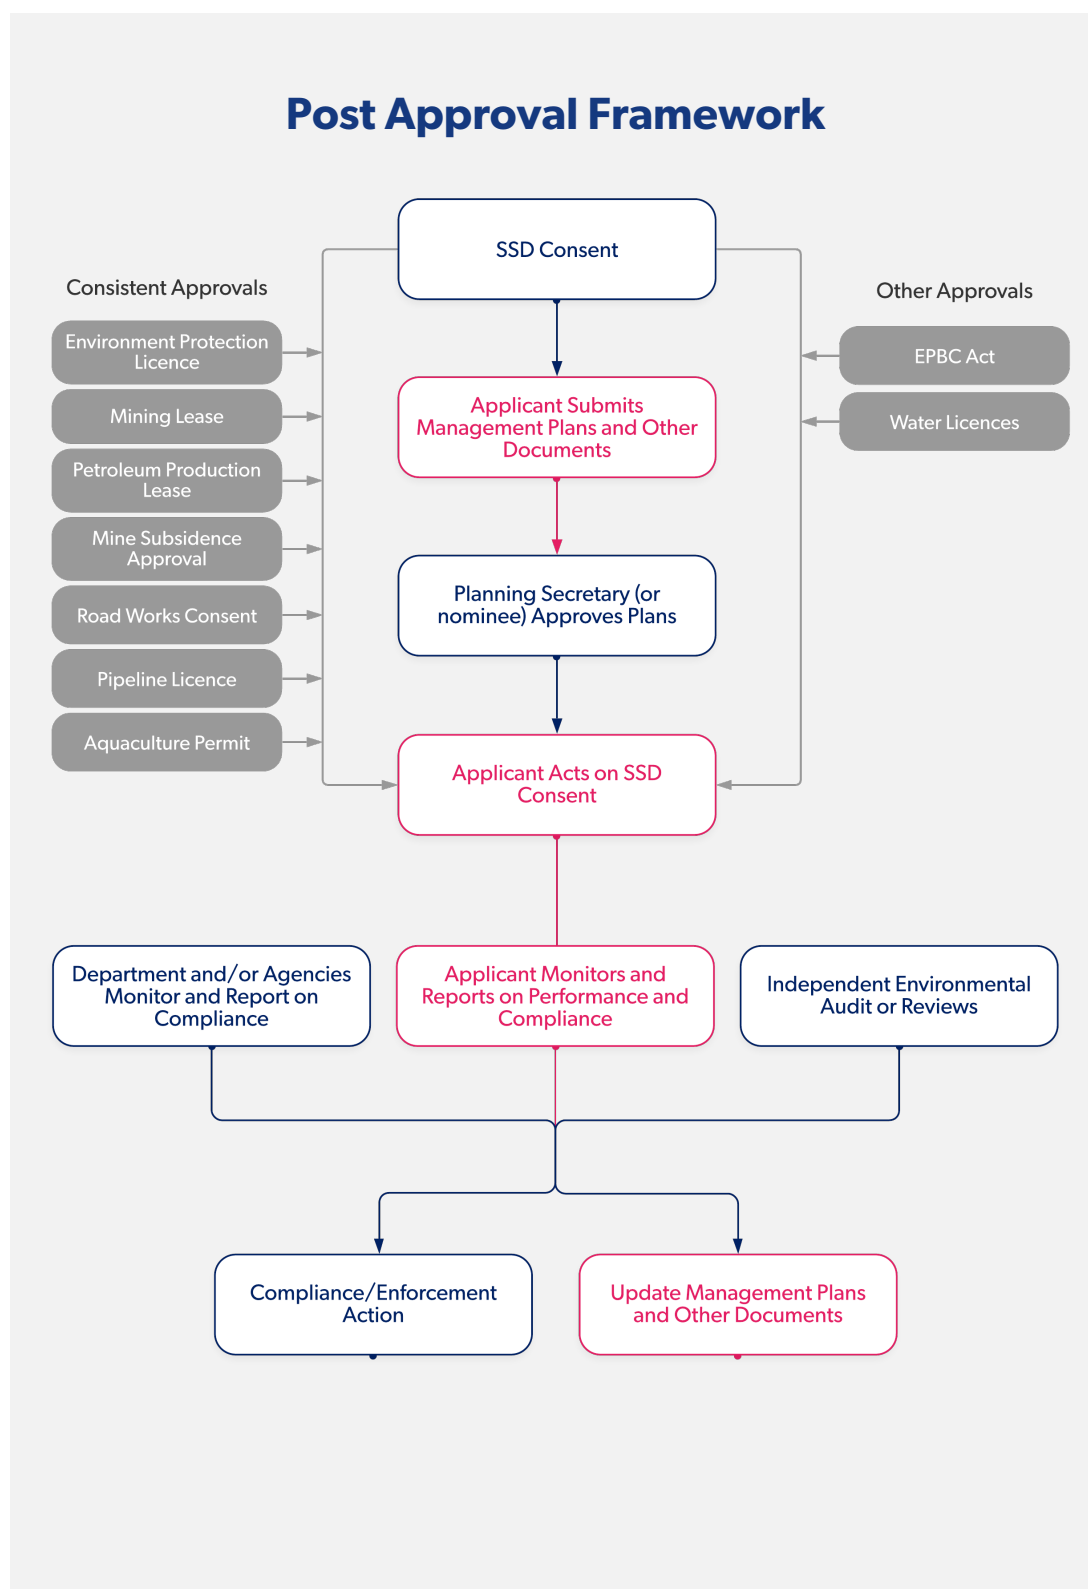 Post Approval Framework
SSD Consent
Consistent Approvals
Environment Protection
Licence
Mining Lease
Petroleum Production
Lease
Mine Subsidence
Approval
Road Works Consent
Pipeline Licence
Aquaculture Permit
Other Approvals
EPBC Act
Water Licences
Applicant Submits
Management Plans and Other
Documents
Planning Secretary (or
nominee) Approves Plans
Applicant Acts on SSD
Consent
Department and/or Agencies
Monitor and Report on
Compliance
Applicant Monitors and
Reports on Performance and
Compliance
Independent Environmental
Audit or Reviews
Compliance/Enforcement
Action
Update Management Plans
and Other Documents